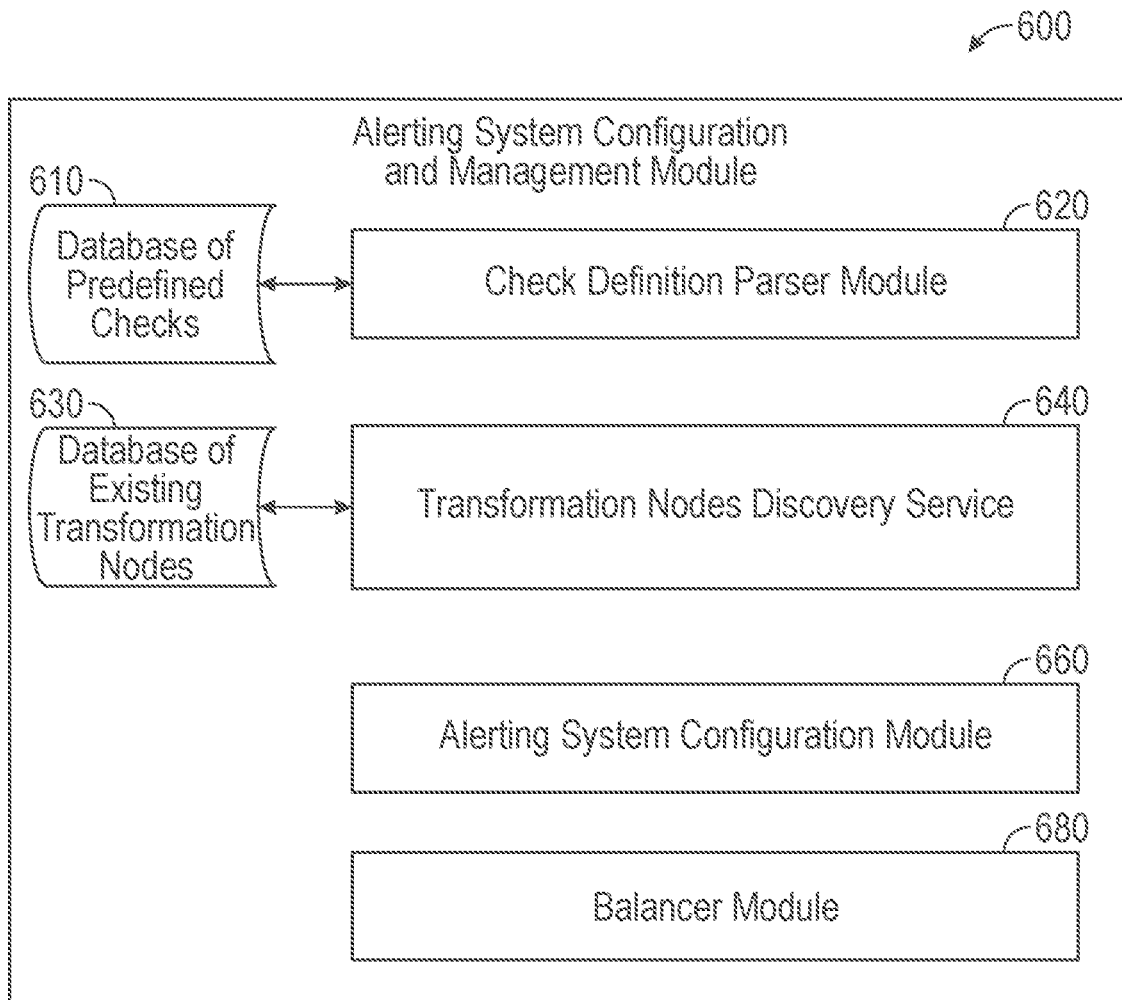 600
Alerting System Configuration
and Management Module
610
Database of
Predefined
Checks
620
Check Definition Parser Module
630
Database of
Existing
Transformation
Nodes
640
Transformation Nodes Discovery Service
660
Alerting System Configuration Module
680
Balancer Module